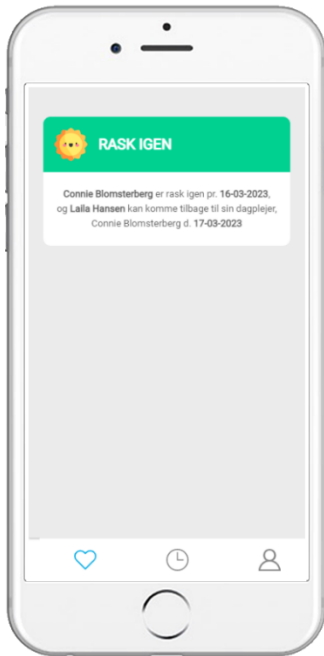 RASK IGEN
Connie Blomsterberg er rask igen pr. 16-03-2023,
og Laila Hansen kan komme tilbage til sin dagplejer,
Connie Blomsterberg d. 17-03-2023